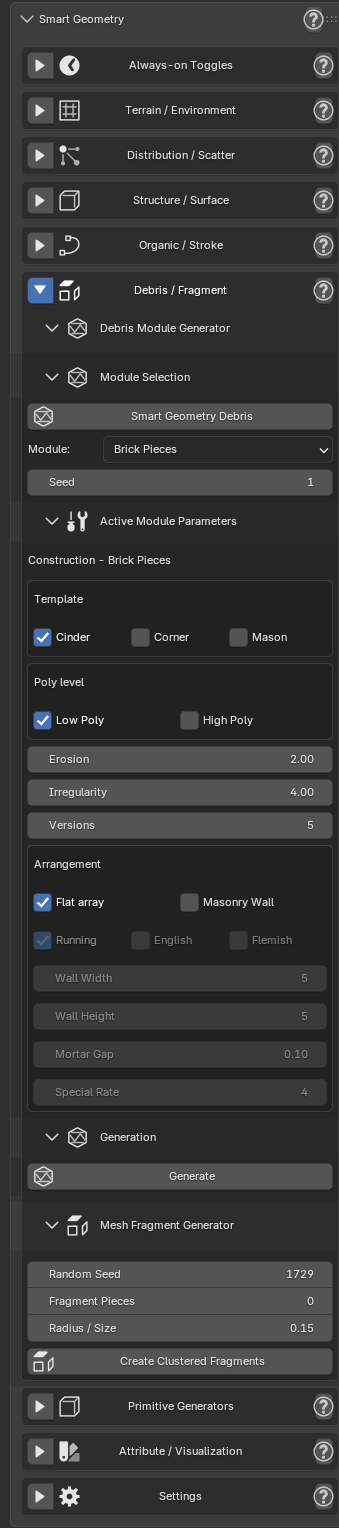 Smart Geometry
Always-on Toggles
Terrain / Environment
Distribution / Scatter
Structure / Surface
Organic / Stroke
Debris / Fragment
Debris Module Generator
Module Selection
Smart Geometry Debris
Module: Brick Pieces
Seed 1
Active Module Parameters
Construction - Brick Pieces
Template
Cinder Corner Mason
Poly level
Low Poly High Poly
Erosion 2.00
Irregularity 4.00
Versions 5
Arrangement
Flat array Masonry Wall
Running English Flemish
Wall Width 5
Wall Height 5
Mortar Gap 0.10
Special Rate 4
Generation
Generate
Mesh Fragment Generator
Random Seed 1729
Fragment Pieces 0
Radius / Size 0.15
Create Clustered Fragments
Primitive Generators
Attribute / Visualization
Settings